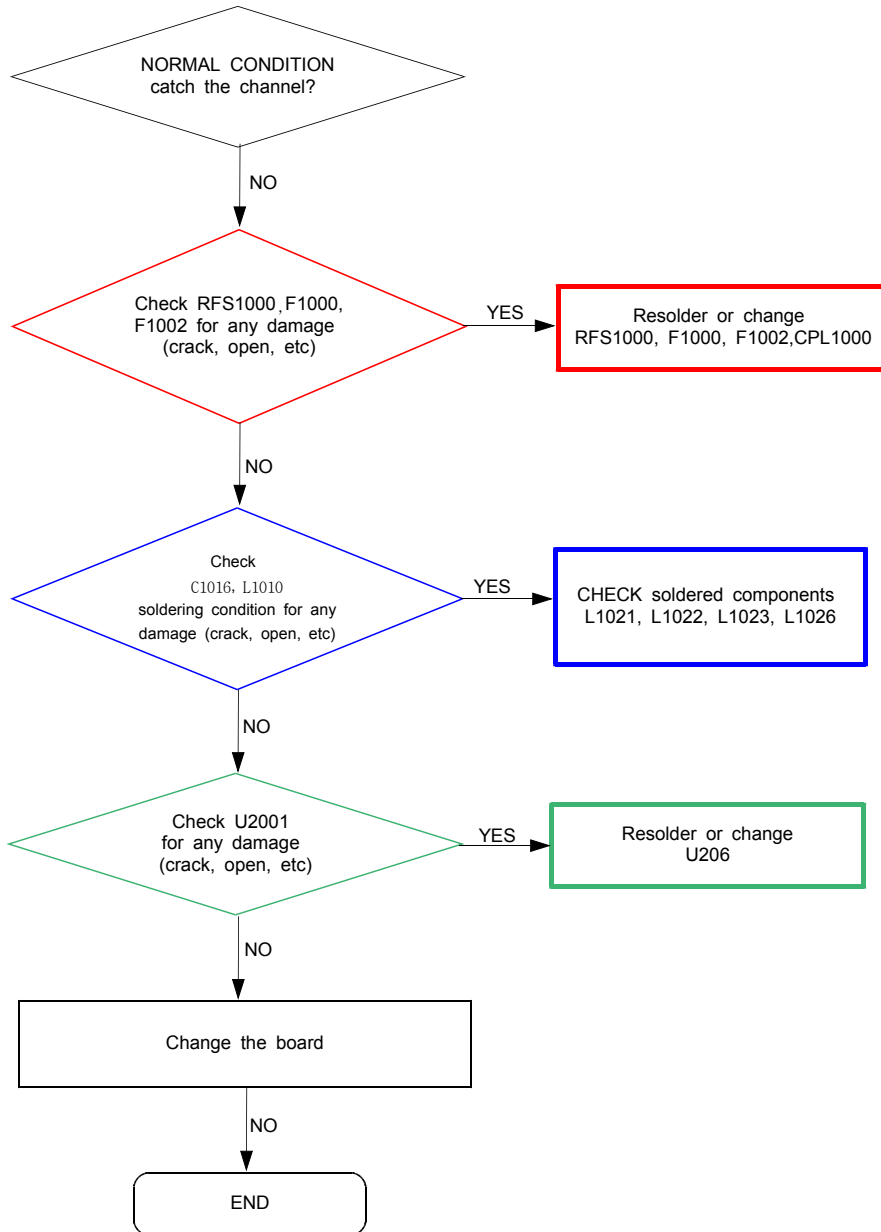 NORMAL CONDITION
catch the channel?
NO
Check RFS1000, F1000,
F1002 for any damage
(crack, open, etc)
YES
Resolder or change
RFS1000, F1000, F1002,CPL1000
NO
Check
C1016, L1010
soldering condition for any
damage (crack, open, etc)
YES
CHECK soldered components
L1021, L1022, L1023, L1026
NO
Check U2001
for any damage
(crack, open, etc)
YES
Resolder or change
U206
NO
Change the board
NO
END